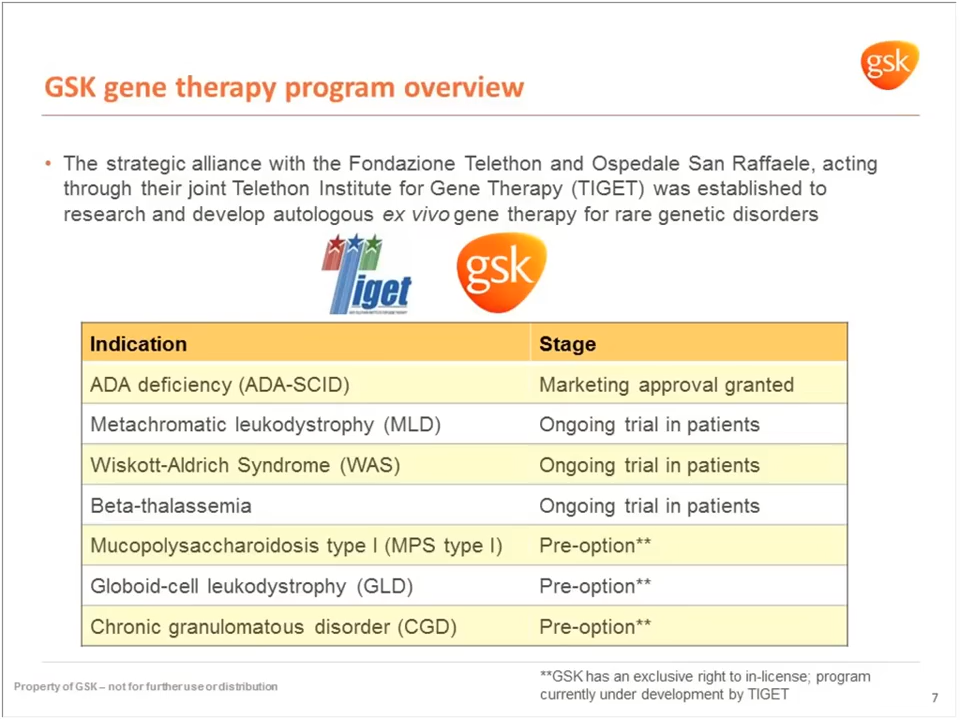 gsk
GSK gene therapy program overview
• The strategic alliance with the Fondazione Telethon and Ospedale San Raffaele, acting
through their joint Telethon Institute for Gene Therapy (TIGET) was established to
research and develop autologous ex vivo gene therapy for rare genetic disorders
Tiget
gsk
Indication Stage
ADA deficiency (ADA-SCID) Marketing approval granted
Metachromatic leukodystrophy (MLD) Ongoing trial in patients
Wiskott-Aldrich Syndrome (WAS) Ongoing trial in patients
Beta-thalassemia Ongoing trial in patients
Mucopolysaccharoidosis type I (MPS type I) Pre-option**
Globoid-cell leukodystrophy (GLD) Pre-option**
Chronic granulomatous disorder (CGD) Pre-option**
**GSK has an exclusive right to in-license; program
currently under development by TIGET
Property of GSK – not for further use or distribution
7